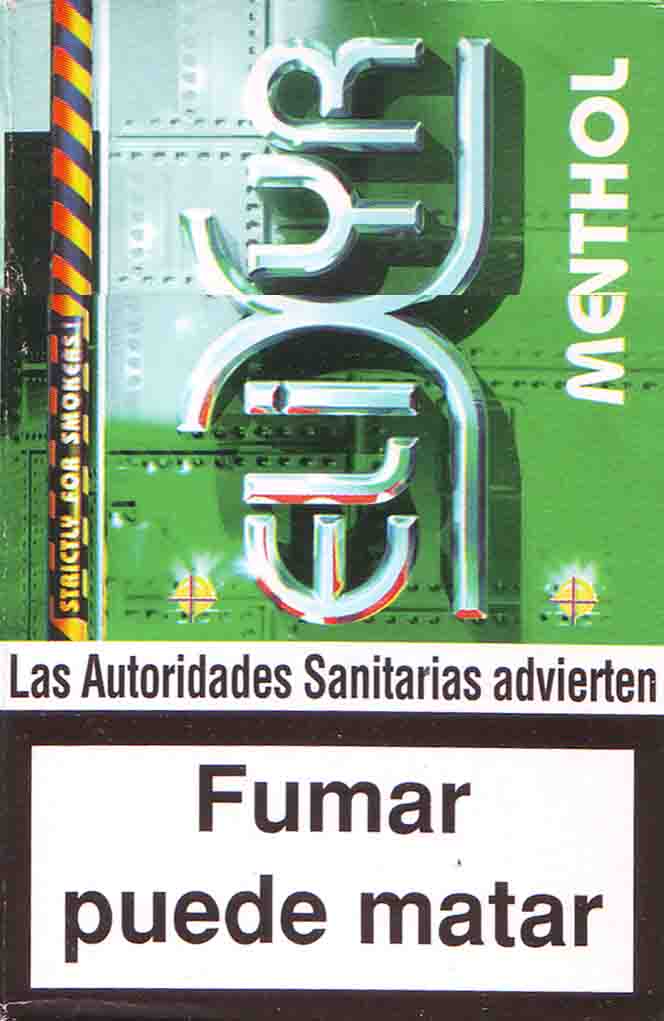 eLiXYR
MENTHOL
STRICTLY FOR SMOKERS!
Las Autoridades Sanitarias advierten
Fumar
puede matar